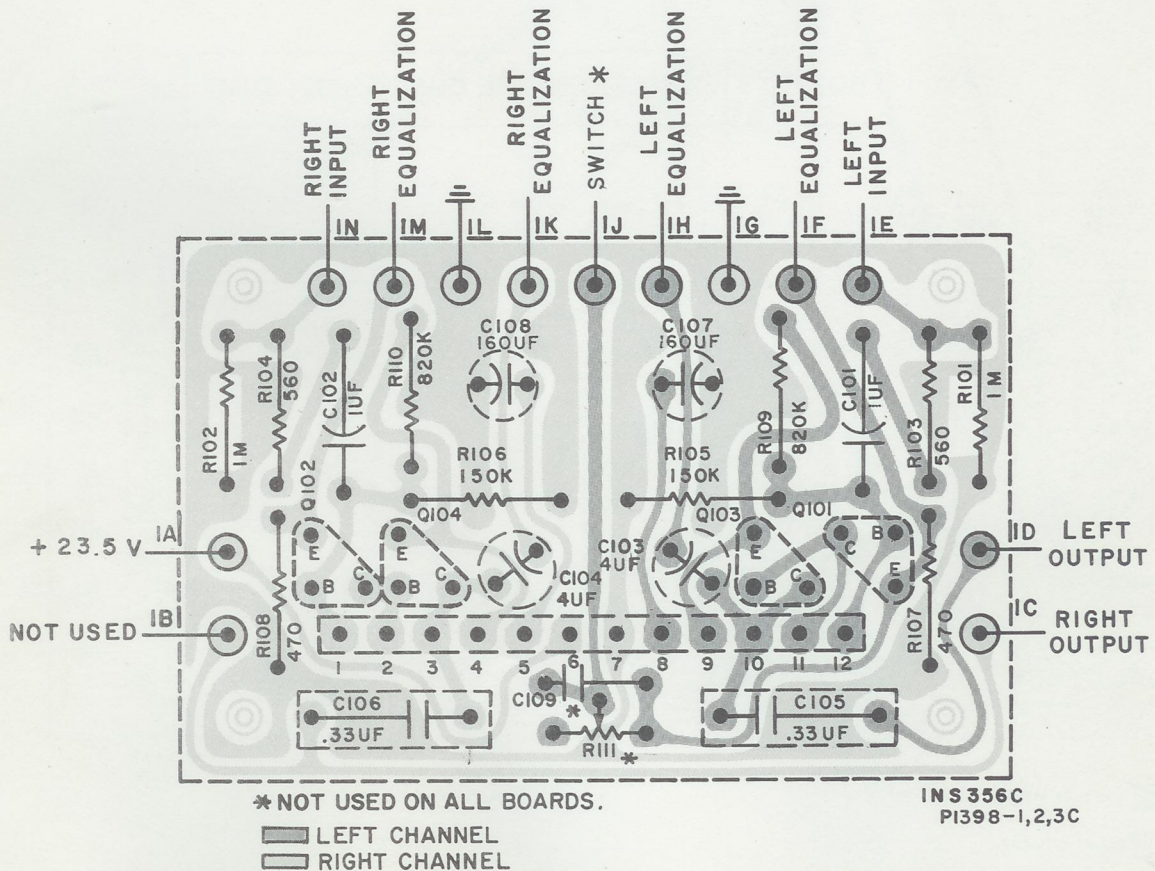 RIGHT INPUT
RIGHT EQUALIZATION
RIGHT EQUALIZATION
SWITCH *
LEFT EQUALIZATION
LEFT EQUALIZATION
LEFT INPUT
IN IM IL IK IJ IH IG IF IE
C108
160UF
C107
160UF
R102
1M
R104
560
C102
1UF
R110
820K
R109
820K
C101
1UF
R103
560
R101
1M
R106
150K
R105
150K
Q102
Q104
Q103
Q101
+ 23.5 V
IA
E
B
C
E
B
C
C104
4UF
C103
4UF
E
B
C
B
C
E
ID
LEFT
OUTPUT
NOT USED
IB
R108
470
R107
470
IC
RIGHT
OUTPUT
1 2 3 4 5 6 7 8 9 10 11 12
C106
.33UF
C109
*
R111
*
C105
.33UF
* NOT USED ON ALL BOARDS.
LEFT CHANNEL
RIGHT CHANNEL
INS356C
P1398-1,2,3C